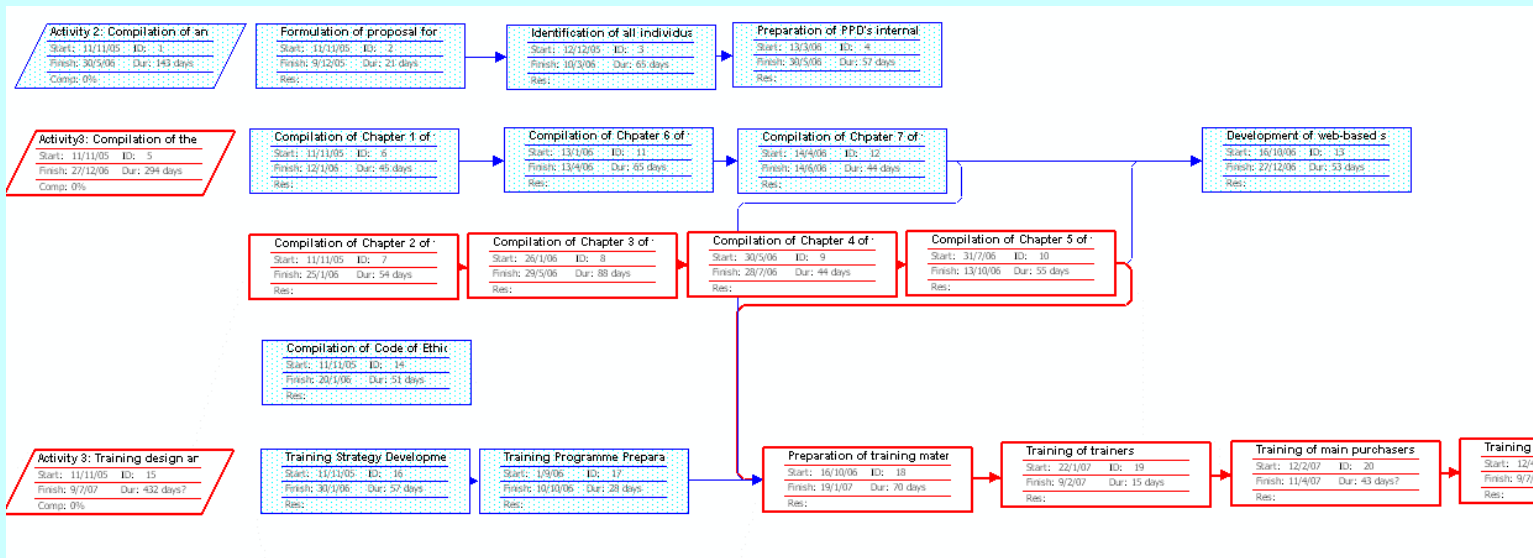 Activity 2: Compilation of an
Start: 11/11/05 ID: 1
Finish: 30/5/06 Dur: 143 days
Comp: 0%
Formulation of proposal for
Start: 11/11/05 ID: 2
Finish: 9/12/05 Dur: 21 days
Res:
Identification of all individua
Start: 12/12/05 ID: 3
Finish: 10/3/06 Dur: 65 days
Res:
Preparation of PPD's internal
Start: 13/3/06 ID: 4
Finish: 30/5/06 Dur: 57 days
Res:
Activity3: Compilation of the
Start: 11/11/05 ID: 5
Finish: 27/12/06 Dur: 294 days
Comp: 0%
Compilation of Chapter 1 of
Start: 11/11/05 ID: 6
Finish: 12/1/06 Dur: 45 days
Res:
Compilation of Chpater 6 of
Start: 13/1/06 ID: 11
Finish: 13/4/06 Dur: 65 days
Res:
Compilation of Chpater 7 of
Start: 14/4/06 ID: 12
Finish: 14/6/06 Dur: 44 days
Res:
Development of web-based s
Start: 16/10/06 ID: 13
Finish: 27/12/06 Dur: 53 days
Res:
Compilation of Chapter 2 of
Start: 11/11/05 ID: 7
Finish: 25/1/06 Dur: 54 days
Res:
Compilation of Chapter 3 of
Start: 26/1/06 ID: 8
Finish: 29/5/06 Dur: 88 days
Res:
Compilation of Chapter 4 of
Start: 30/5/06 ID: 9
Finish: 28/7/06 Dur: 44 days
Res:
Compilation of Chapter 5 of
Start: 31/7/06 ID: 10
Finish: 13/10/06 Dur: 55 days
Res:
Compilation of Code of Ethic
Start: 11/11/05 ID: 14
Finish: 20/1/06 Dur: 51 days
Res:
Activity 3: Training design ar
Start: 11/11/05 ID: 15
Finish: 9/7/07 Dur: 432 days?
Comp: 0%
Training Strategy Developme
Start: 11/11/05 ID: 16
Finish: 30/1/06 Dur: 57 days
Res:
Training Programme Prepara
Start: 1/9/06 ID: 17
Finish: 10/10/06 Dur: 28 days
Res:
Preparation of training mater
Start: 16/10/06 ID: 18
Finish: 19/1/07 Dur: 70 days
Res:
Training of trainers
Start: 22/1/07 ID: 19
Finish: 9/2/07 Dur: 15 days
Res:
Training of main purchasers
Start: 12/2/07 ID: 20
Finish: 11/4/07 Dur: 43 days?
Res:
Training
Start: 12/4
Finish: 9/7/
Res: